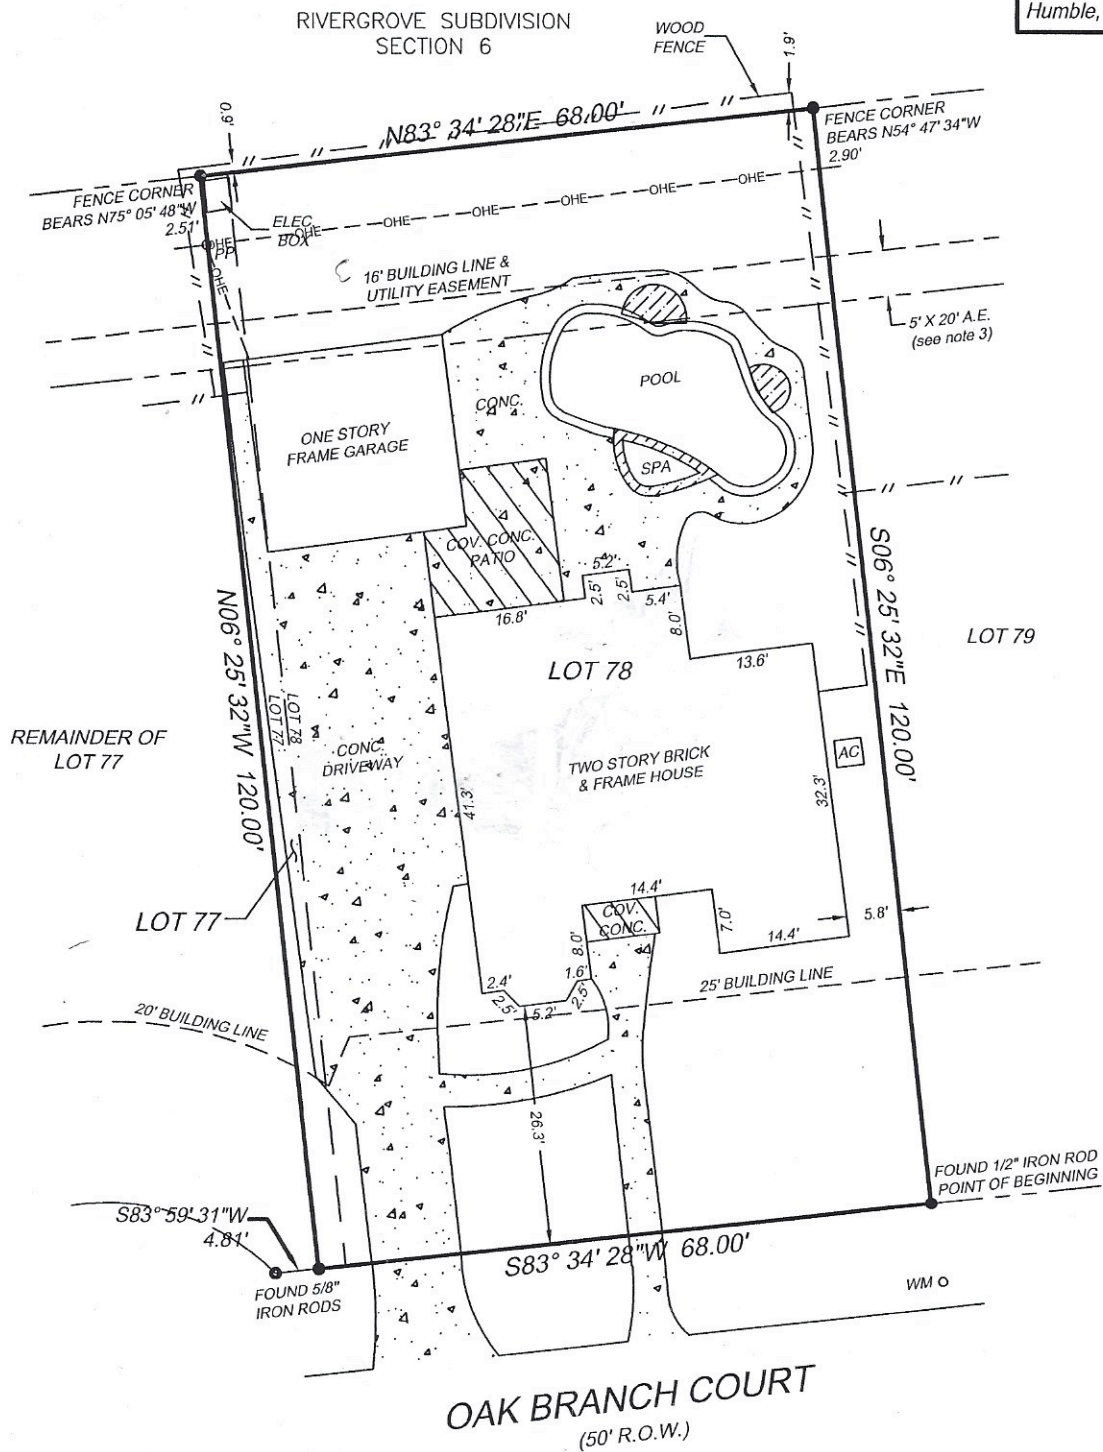 RIVERGROVE SUBDIVISION
SECTION 6
Humble,
WOOD
FENCE
1.9'
0.9'
N83° 34' 28"E 68.00'
FENCE CORNER
BEARS N54° 47' 34"W
2.90'
FENCE CORNER
BEARS N75° 05' 48"W
2.51'
ELEC
BOX
OHE
OHE
OHE
OHE
OHE
OHE
OHE
OHE
PP
16' BUILDING LINE &
UTILITY EASEMENT
5' X 20' A.E.
(see note 3)
POOL
CONC.
ONE STORY
FRAME GARAGE
SPA
COV. CONC.
PATIO
5.2'
2.5'
2.5'
5.4'
16.8'
8.0'
13.6'
LOT 78
N06° 25' 32"W 120.00'
S06° 25' 32"E 120.00'
LOT 79
REMAINDER OF
LOT 77
LOT 78
LOT 77
CONC.
DRIVEWAY
TWO STORY BRICK
& FRAME HOUSE
AC
41.3'
32.3'
14.4'
COV.
CONC.
7.0'
14.4'
5.8'
LOT 77
8.0'
2.4'
1.6'
2.5'
5.2'
2.5'
25' BUILDING LINE
20' BUILDING LINE
26.3'
FOUND 1/2" IRON ROD
POINT OF BEGINNING
S83° 59' 31"W
4.81'
S83° 34' 28"W 68.00'
FOUND 5/8"
IRON RODS
WM
OAK BRANCH COURT
(50' R.O.W.)